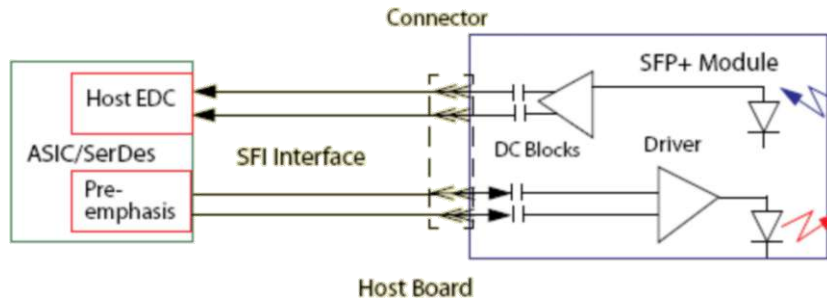 Connector
SFP+ Module
Host EDC
ASIC/SerDes
SFI Interface
DC Blocks
Driver
Pre-
emphasis
Host Board